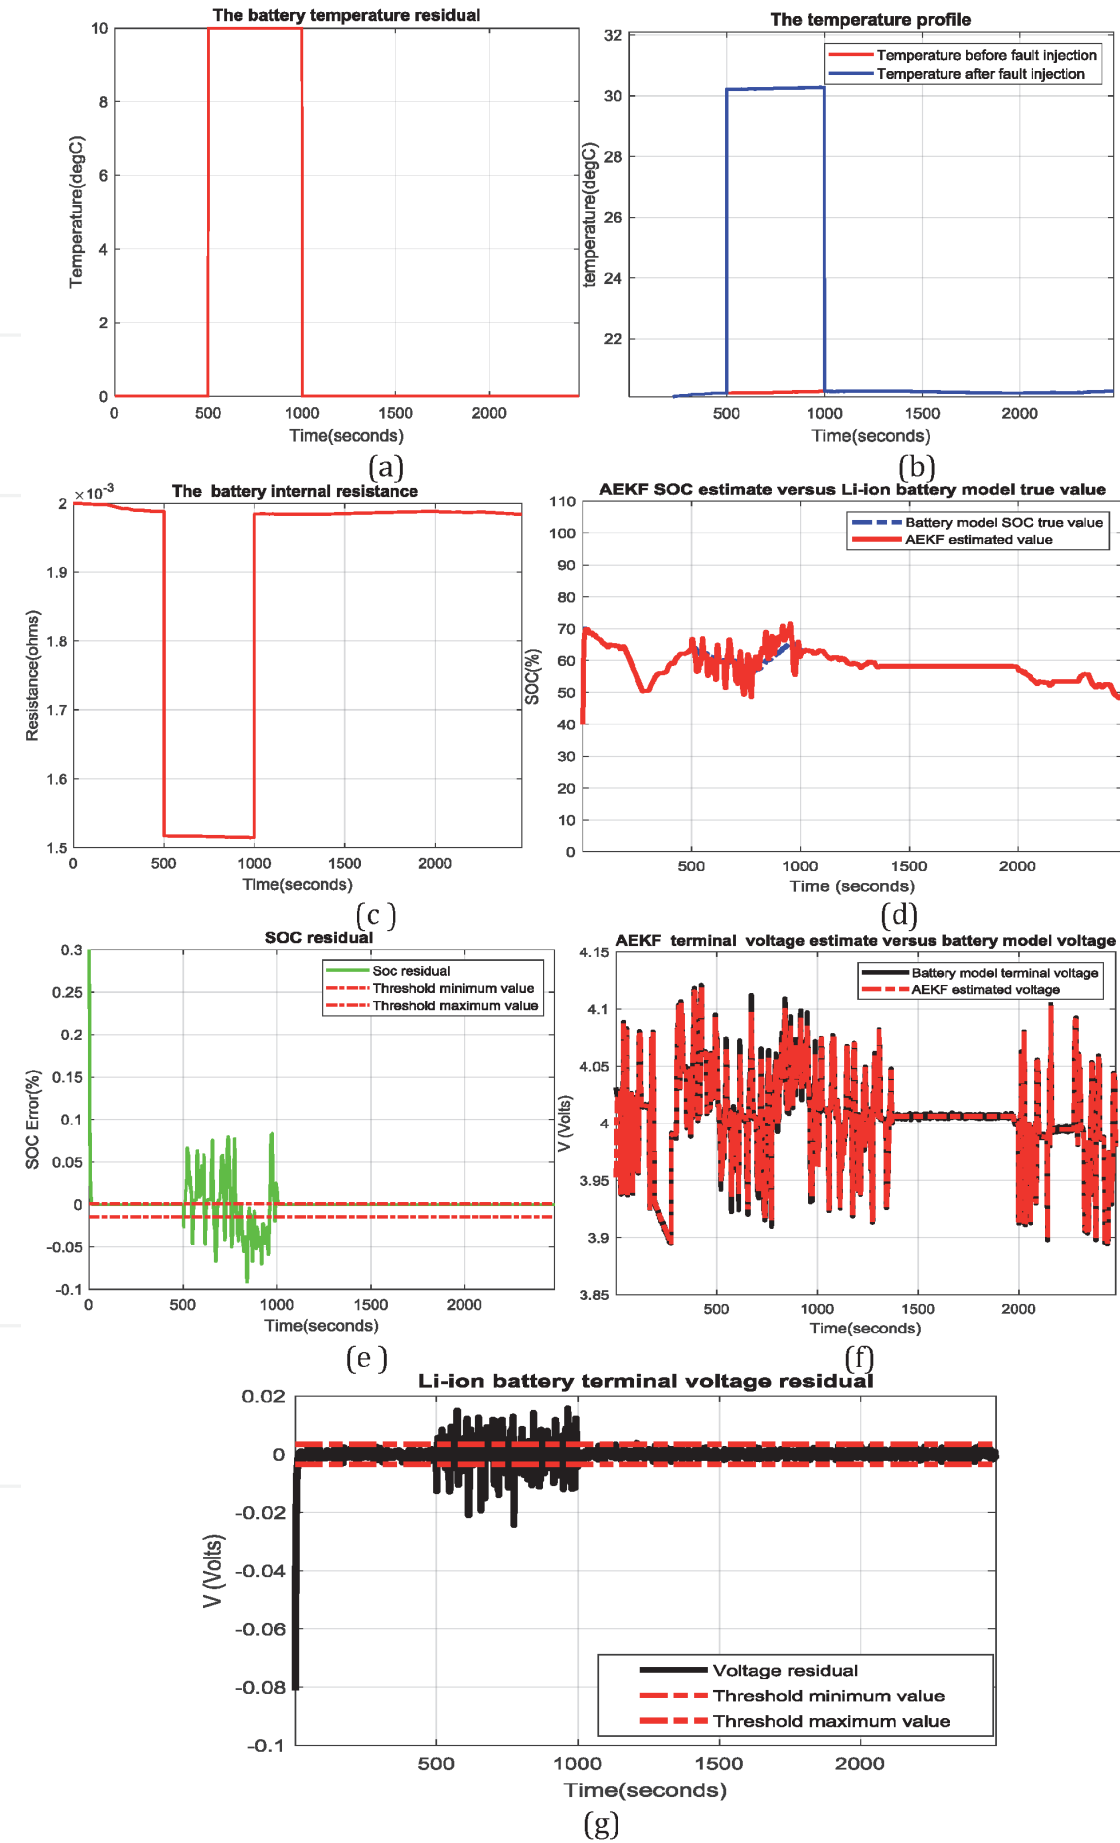 The battery temperature residual
10
8
6
4
2
0
Temperature(degC)
0 500 1000 1500 2000
Time(seconds)
(a)
The temperature profile
32
30
28
26
24
22
temperature(degC)
Temperature before fault injection
Temperature after fault injection
500 1000 1500 2000
Time(seconds)
(b)
The battery internal resistance
×10-3
2
1.9
1.8
1.7
1.6
1.5
Resistance(ohms)
0 500 1000 1500 2000
Time(seconds)
(c )
AEKF SOC estimate versus Li-ion battery model true value
110
100
90
80
70
60
50
40
30
20
10
0
SOC(%)
Battery model SOC true value
AEKF estimated value
500 1000 1500 2000
Time (seconds)
(d)
SOC residual
0.3
0.25
0.2
0.15
0.1
0.05
0
-0.05
-0.1
SOC Error(%)
Soc residual
Threshold minimum value
Threshold maximum value
0 500 1000 1500 2000
Time(seconds)
(e )
AEKF terminal voltage estimate versus battery model voltage
4.15
4.1
4.05
4
3.95
3.9
3.85
V (Volts)
Battery model terminal voltage
AEKF estimated voltage
500 1000 1500 2000
Time(seconds)
(f)
Li-ion battery terminal voltage residual
0.02
0
-0.02
-0.04
-0.06
-0.08
-0.1
V (Volts)
Voltage residual
Threshold minimum value
Threshold maximum value
500 1000 1500 2000
Time(seconds)
(g)